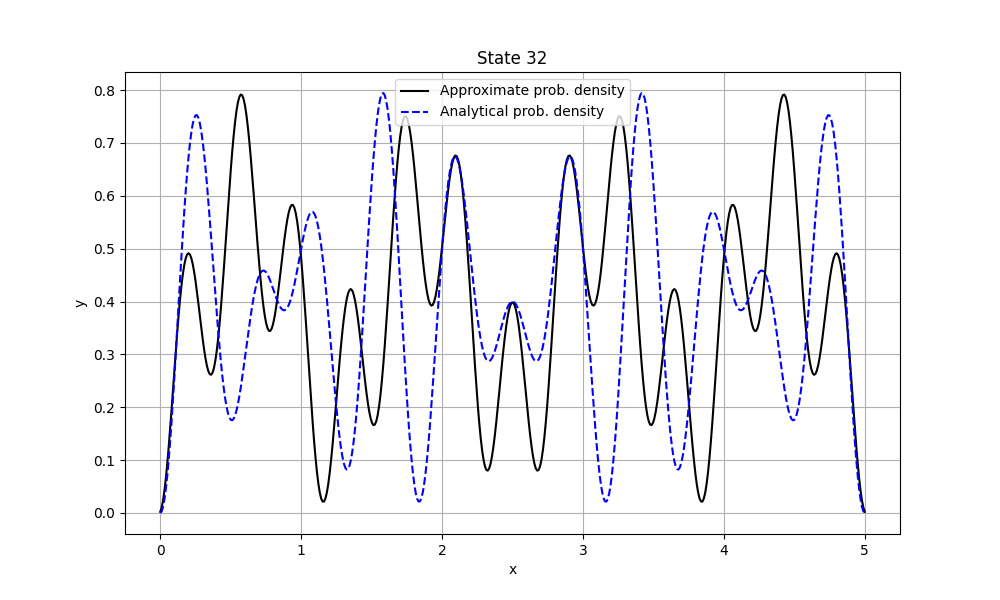 State 32
Approximate prob. density
Analytical prob. density
0.8
0.7
0.6
0.5
0.4
0.3
0.2
0.1
0.0
y
0 1 2 3 4 5
x